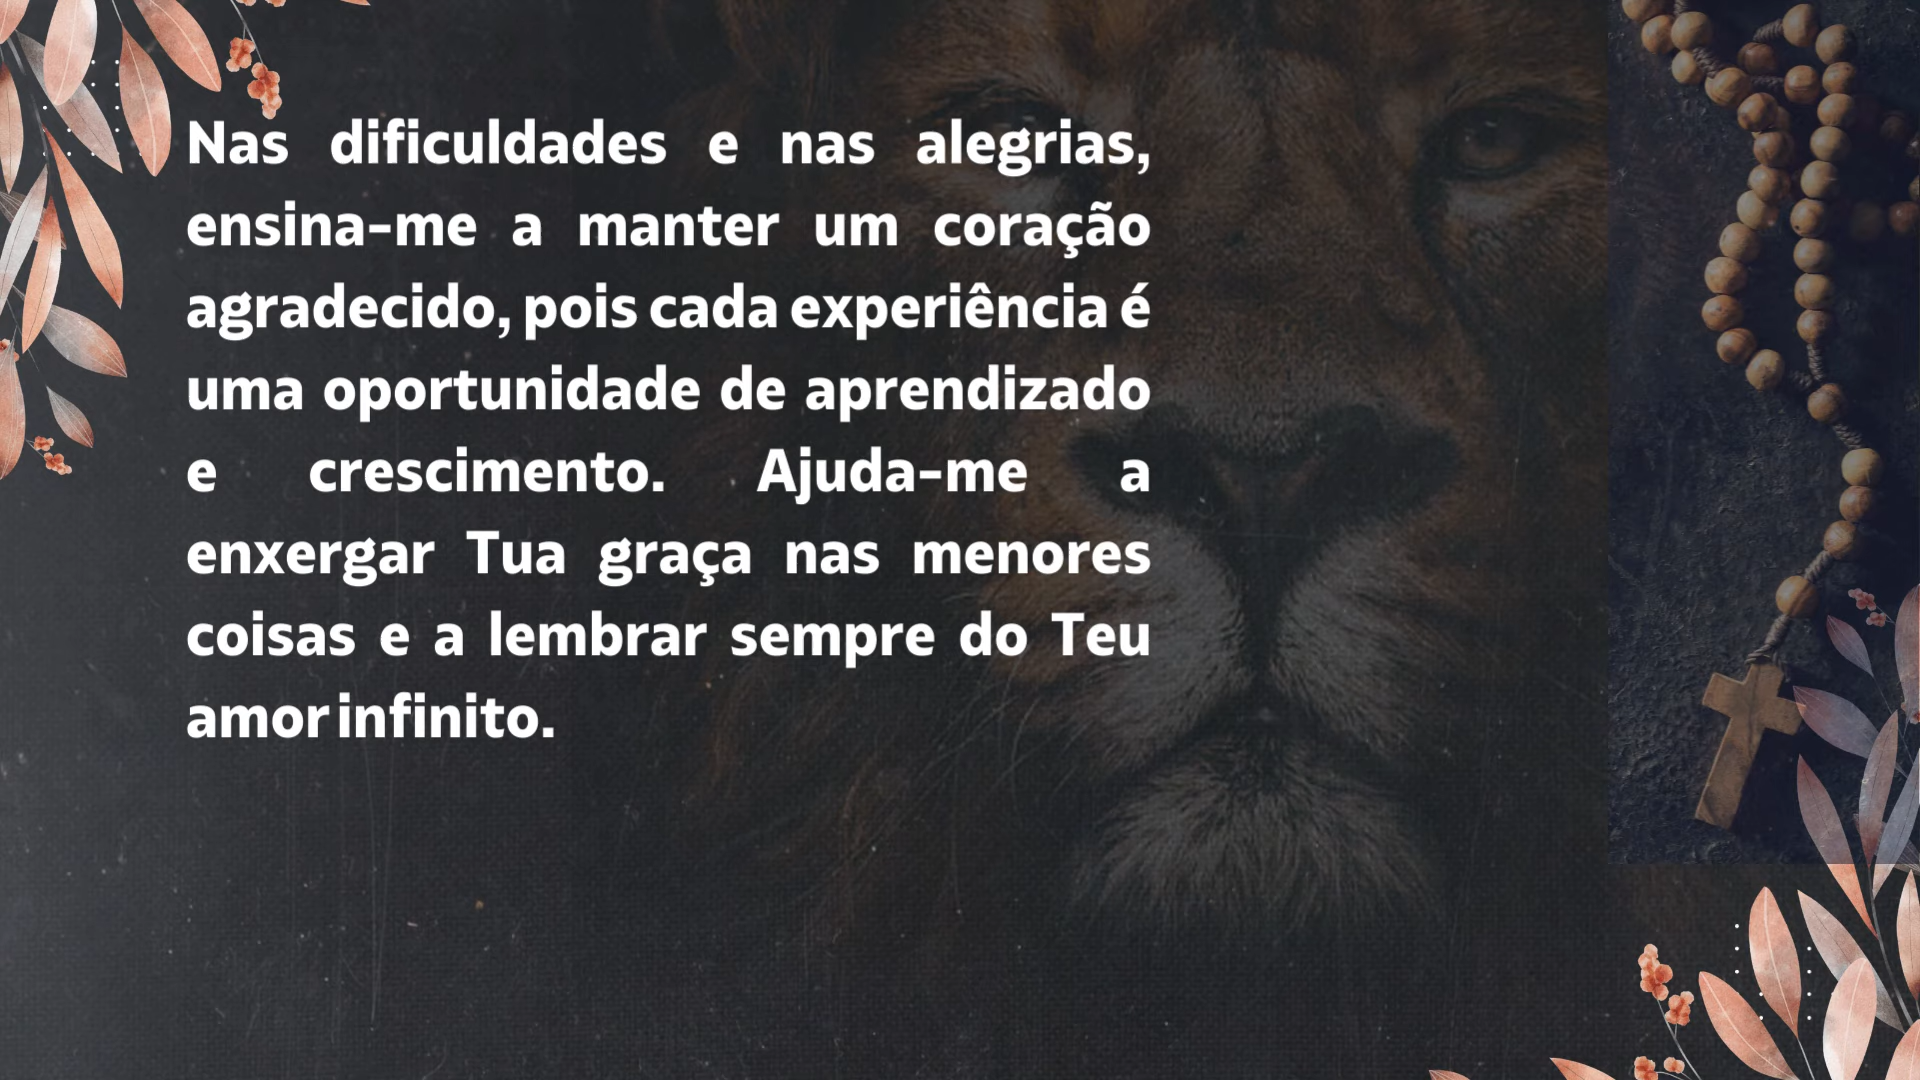 Nas dificuldades e nas alegrias,
ensina-me a manter um coração
agradecido, pois cada experiência é
uma oportunidade de aprendizado
e crescimento. Ajuda-me a
enxergar Tua graça nas menores
coisas e a lembrar sempre do Teu
amor infinito.